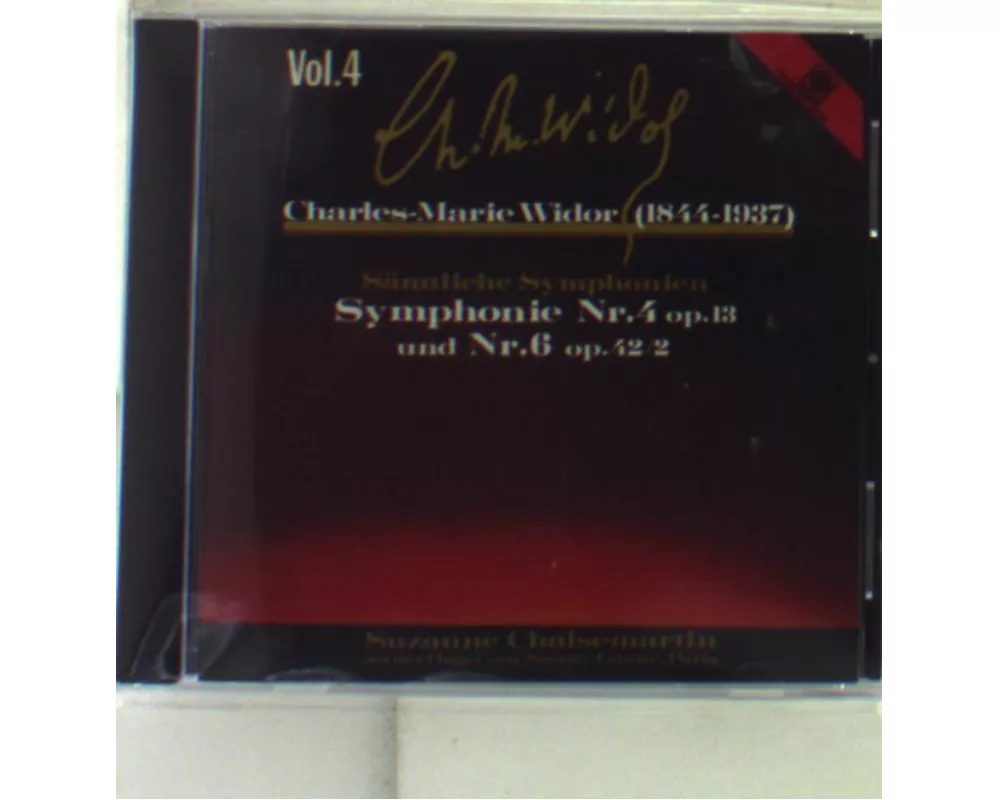 Vol.4
Ch. M. Widor
Charles-Marie Widor (1844-1937)
Sämtliche Symphonien
Symphonie Nr.4 op.13
und Nr.6 op.42/2
Suzanne Chaisemartin